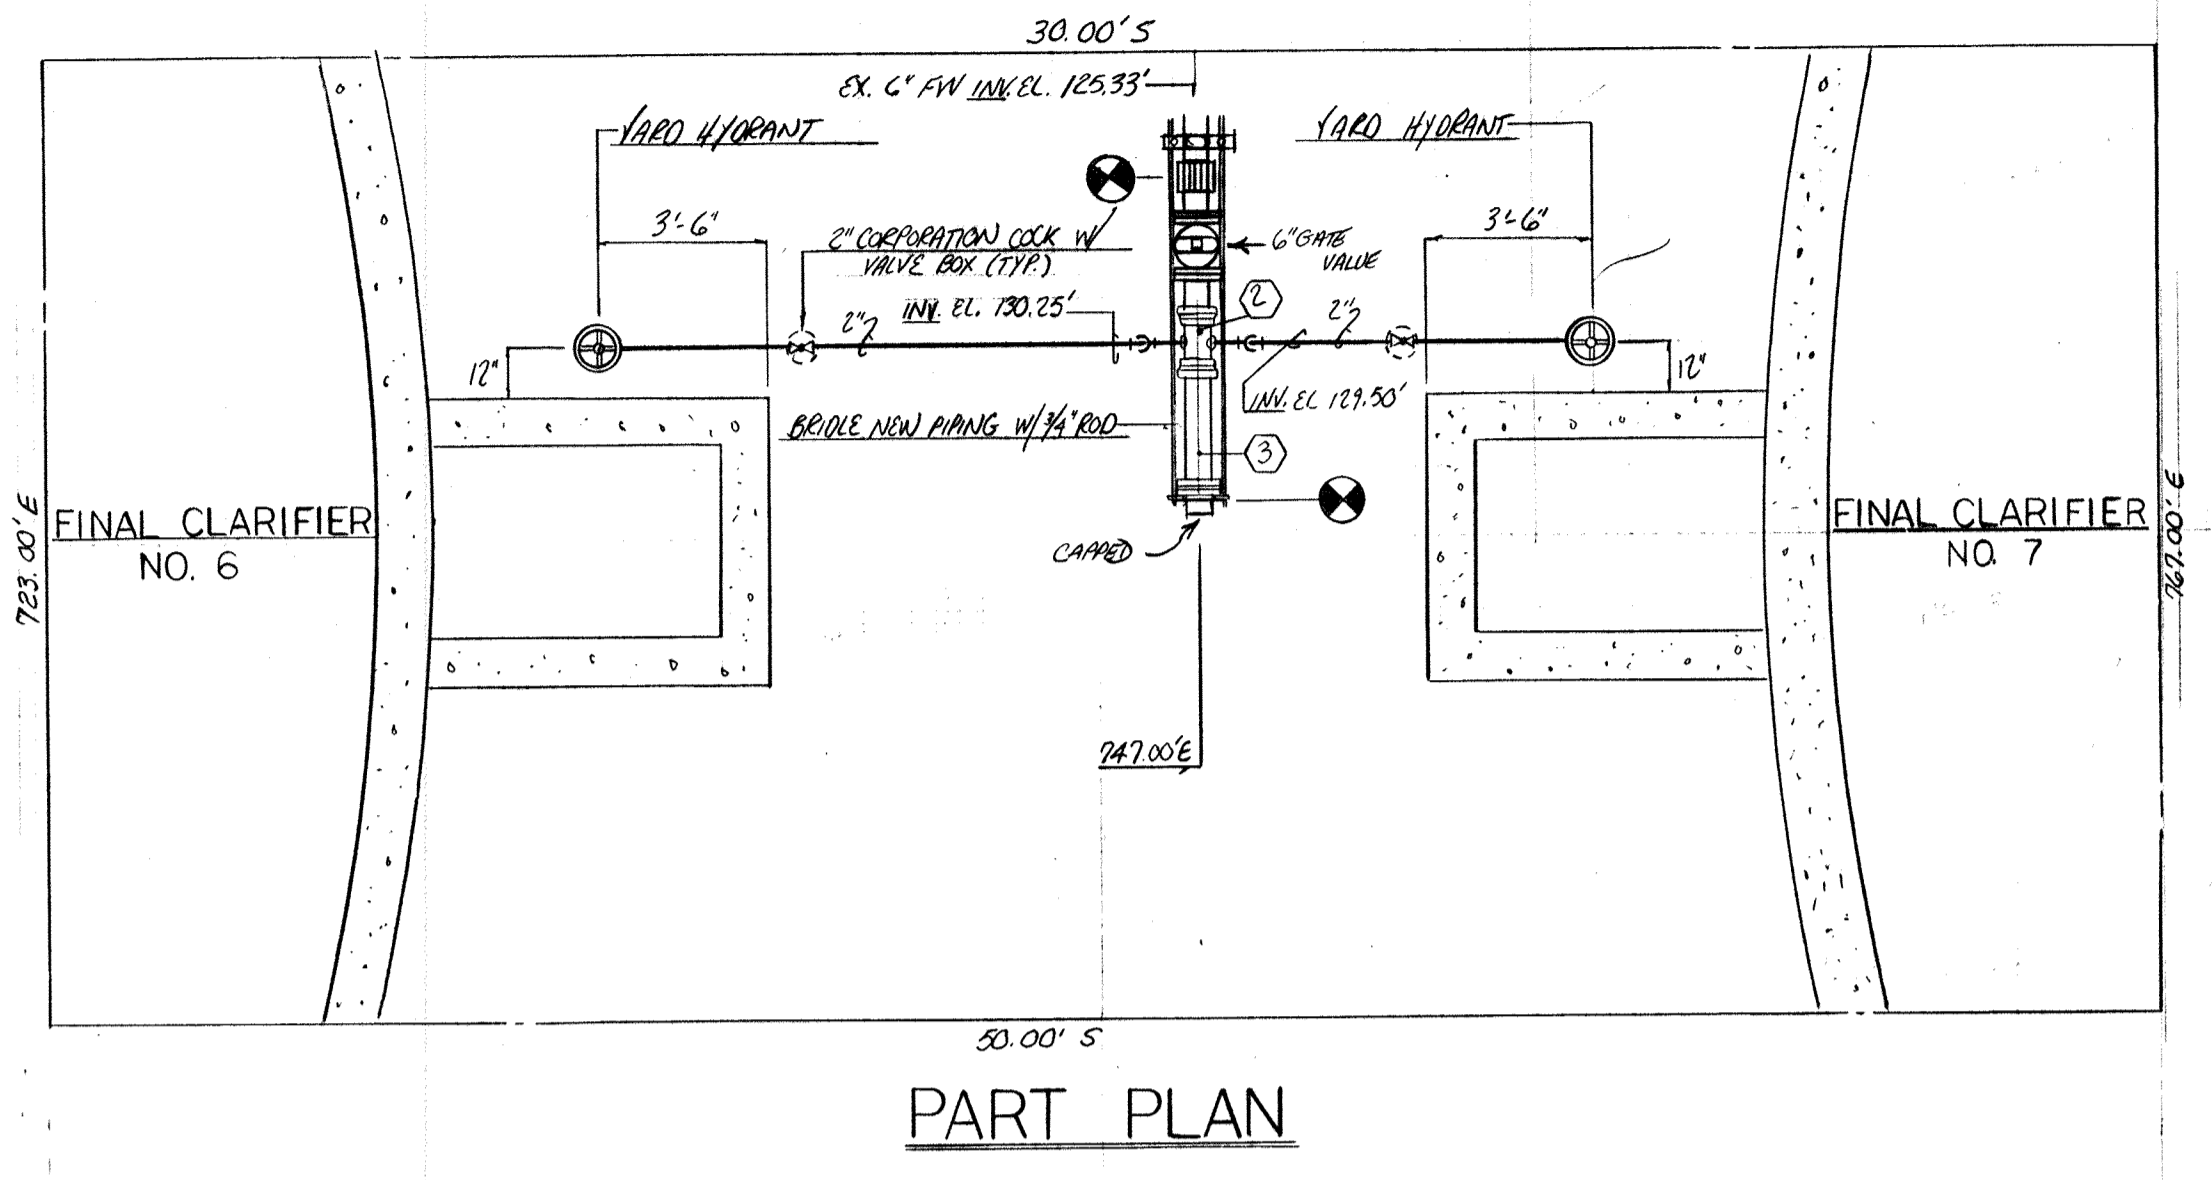 30.00' S
EX. 6" FW INV. EL. 125.33'
YARD HYDRANT
YARD HYDRANT
3'-6"
3'-6"
2" CORPORATION COCK W/
VALVE BOX (TYP.)
6" GATE
VALUE
INV. EL. 130.25'
2"
2
2"
12"
12"
INV. EL 129.50'
BRIDLE NEW PIPING W/ 3/4" ROD
3
723.00' E
FINAL CLARIFIER
NO. 6
CAPPED
FINAL CLARIFIER
NO. 7
767.00' E
747.00' E
50.00' S
PART PLAN